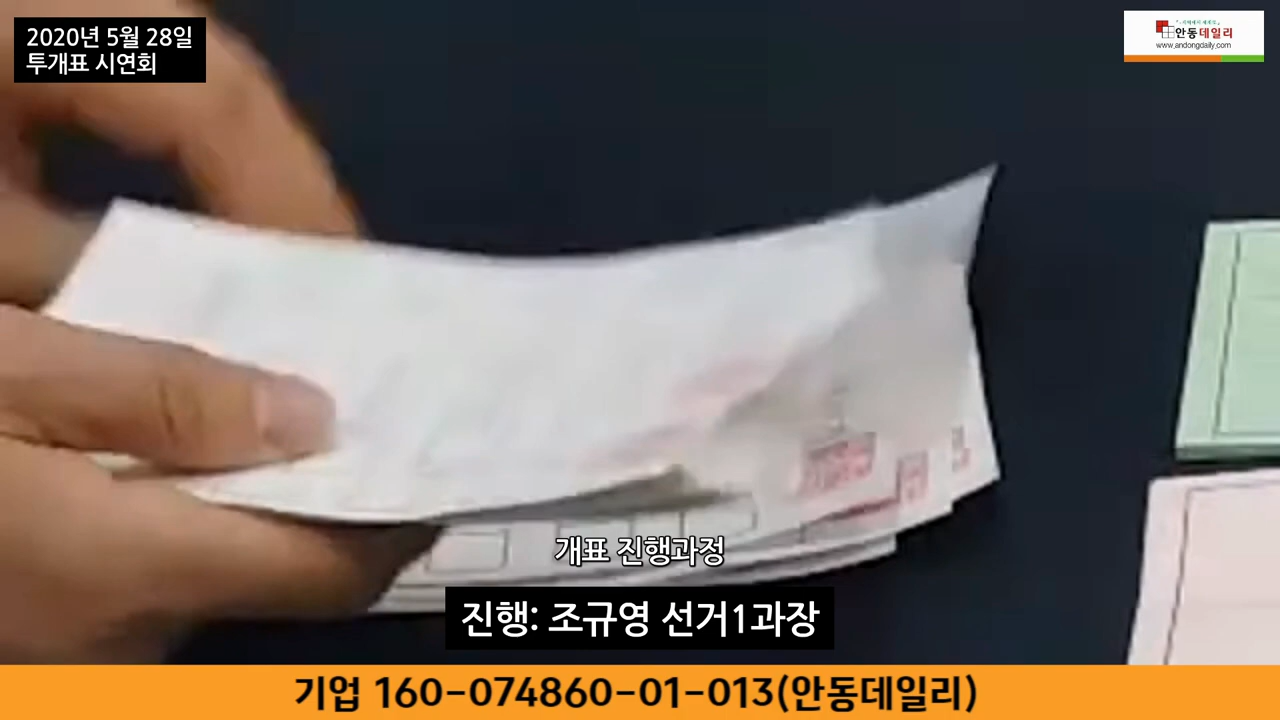 2020년 5월 28일
투개표 시연회
안동데일리
www.andongdaily.com
개표 진행과정
진행: 조규영 선거1과장
기업 160-074860-01-013(안동데일리)